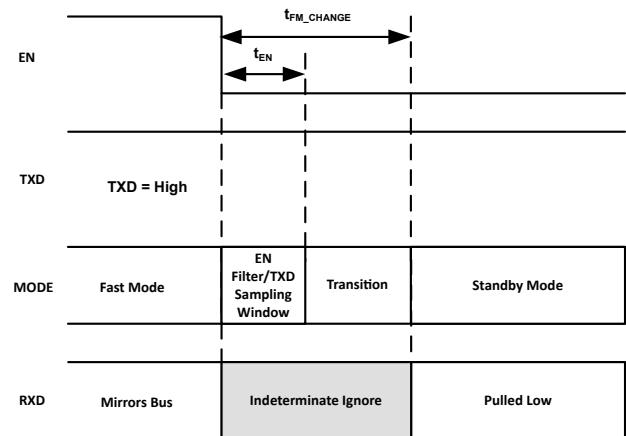 tFM_CHANGE
EN
tEN
TXD
TXD = High
MODE
Fast Mode
EN
Filter/TXD
Sampling
Window
Transition
Standby Mode
RXD
Mirrors Bus
Indeterminate Ignore
Pulled Low